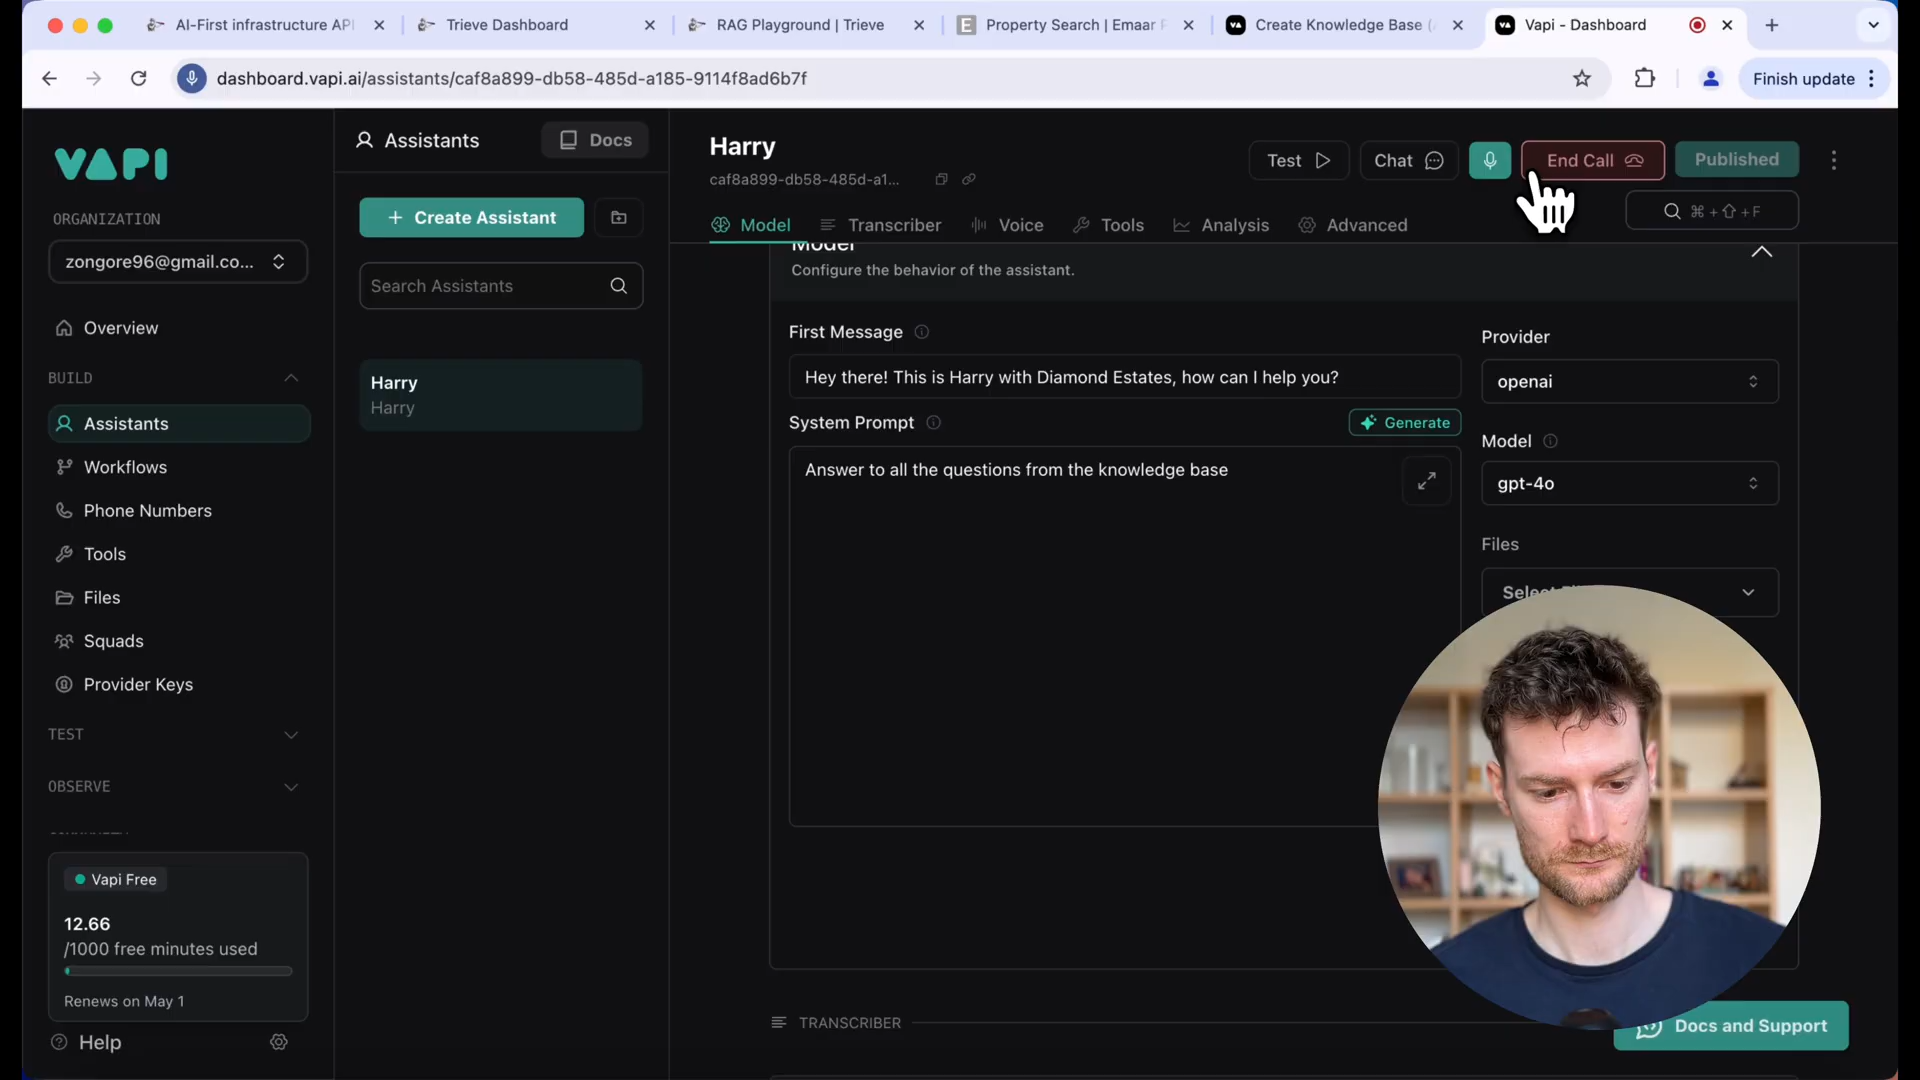 AI-First infrastructure API
Trieve Dashboard
RAG Playground | Trieve
Property Search | Emaar
Create Knowledge Base (
Vapi - Dashboard
dashboard.vapi.ai/assistants/caf8a899-db58-485d-a185-9114f8ad6b7f
Finish update
VAPI
ORGANIZATION
zongore96@gmail.co...
Overview
BUILD
Assistants
Workflows
Phone Numbers
Tools
Files
Squads
Provider Keys
TEST
OBSERVE
Vapi Free
12.66
/1000 free minutes used
Renews on May 1
Help
Assistants
Docs
+ Create Assistant
Search Assistants
Harry
Harry
Harry
caf8a899-db58-485d-a1...
Test
Chat
End Call
Published
⌘ + ⇧ + F
Model
Transcriber
Voice
Tools
Analysis
Advanced
Model
Configure the behavior of the assistant.
First Message
Hey there! This is Harry with Diamond Estates, how can I help you?
System Prompt
Generate
Answer to all the questions from the knowledge base
Provider
openai
Model
gpt-4o
Files
TRANSCRIBER
Docs and Support